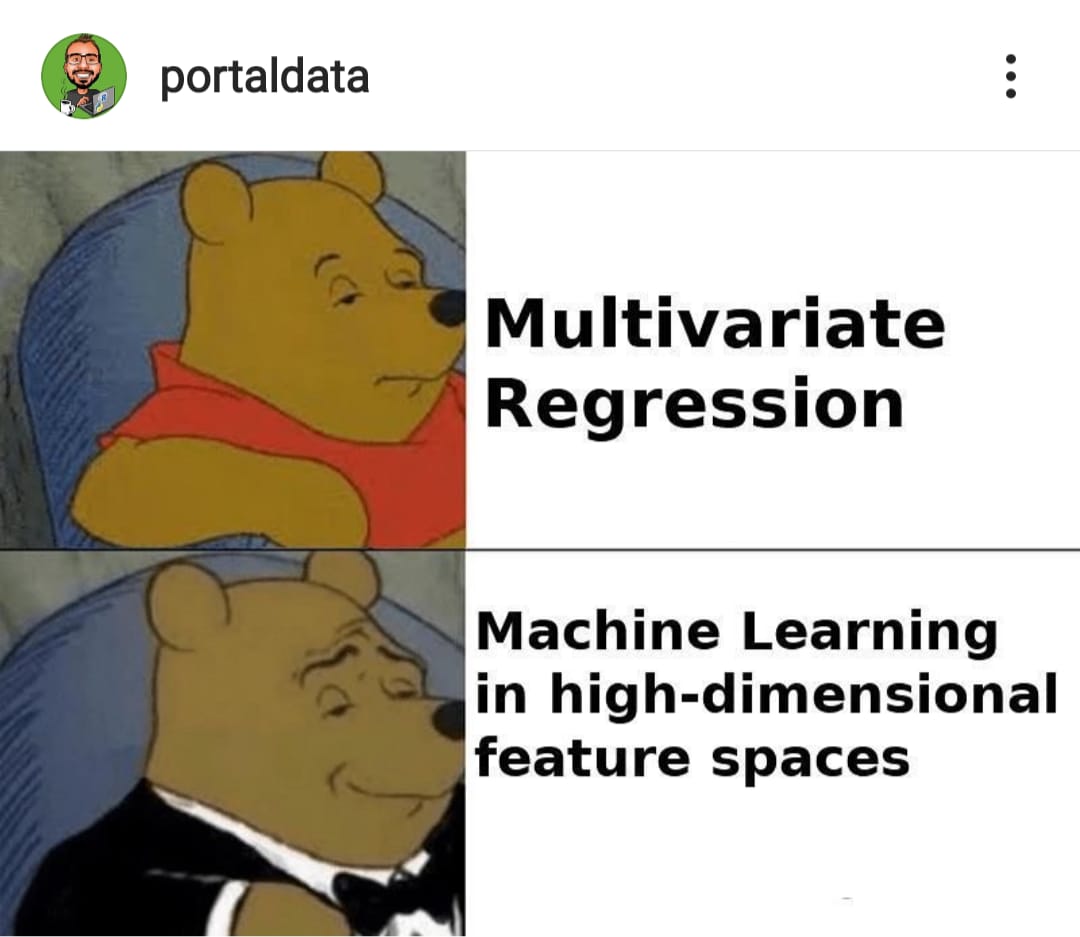 portaldata
Multivariate
Regression
Machine Learning
in high-dimensional
feature spaces